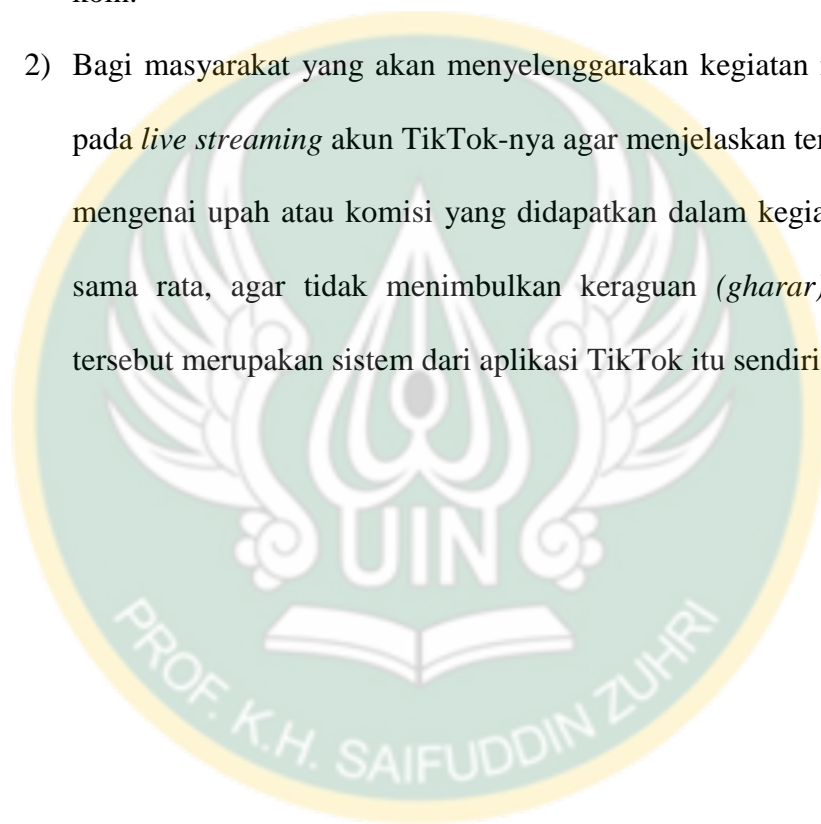 2) Bagi masyarakat yang akan menyelenggarakan kegiatan
pada live streaming akun TikTok-nya agar menjelaskan
mengenai upah atau komisi yang didapatkan dalam
sama rata, agar tidak menimbulkan keraguan (gharar)
tersebut merupakan sistem dari aplikasi TikTok itu sendiri
UIN
PROF. K.H. SAIFUDDIN ZUHRI